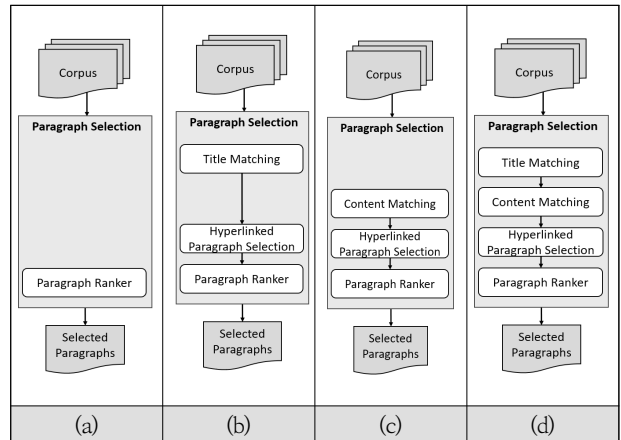 Corpus
Paragraph Selection
Paragraph Ranker
Selected
Paragraphs
(a)
Corpus
Paragraph Selection
Title Matching
Hyperlinked
Paragraph Selection
Paragraph Ranker
Selected
Paragraphs
(b)
Corpus
Paragraph Selection
Content Matching
Hyperlinked
Paragraph Selection
Paragraph Ranker
Selected
Paragraphs
(c)
Corpus
Paragraph Selection
Title Matching
Content Matching
Hyperlinked
Paragraph Selection
Paragraph Ranker
Selected
Paragraphs
(d)